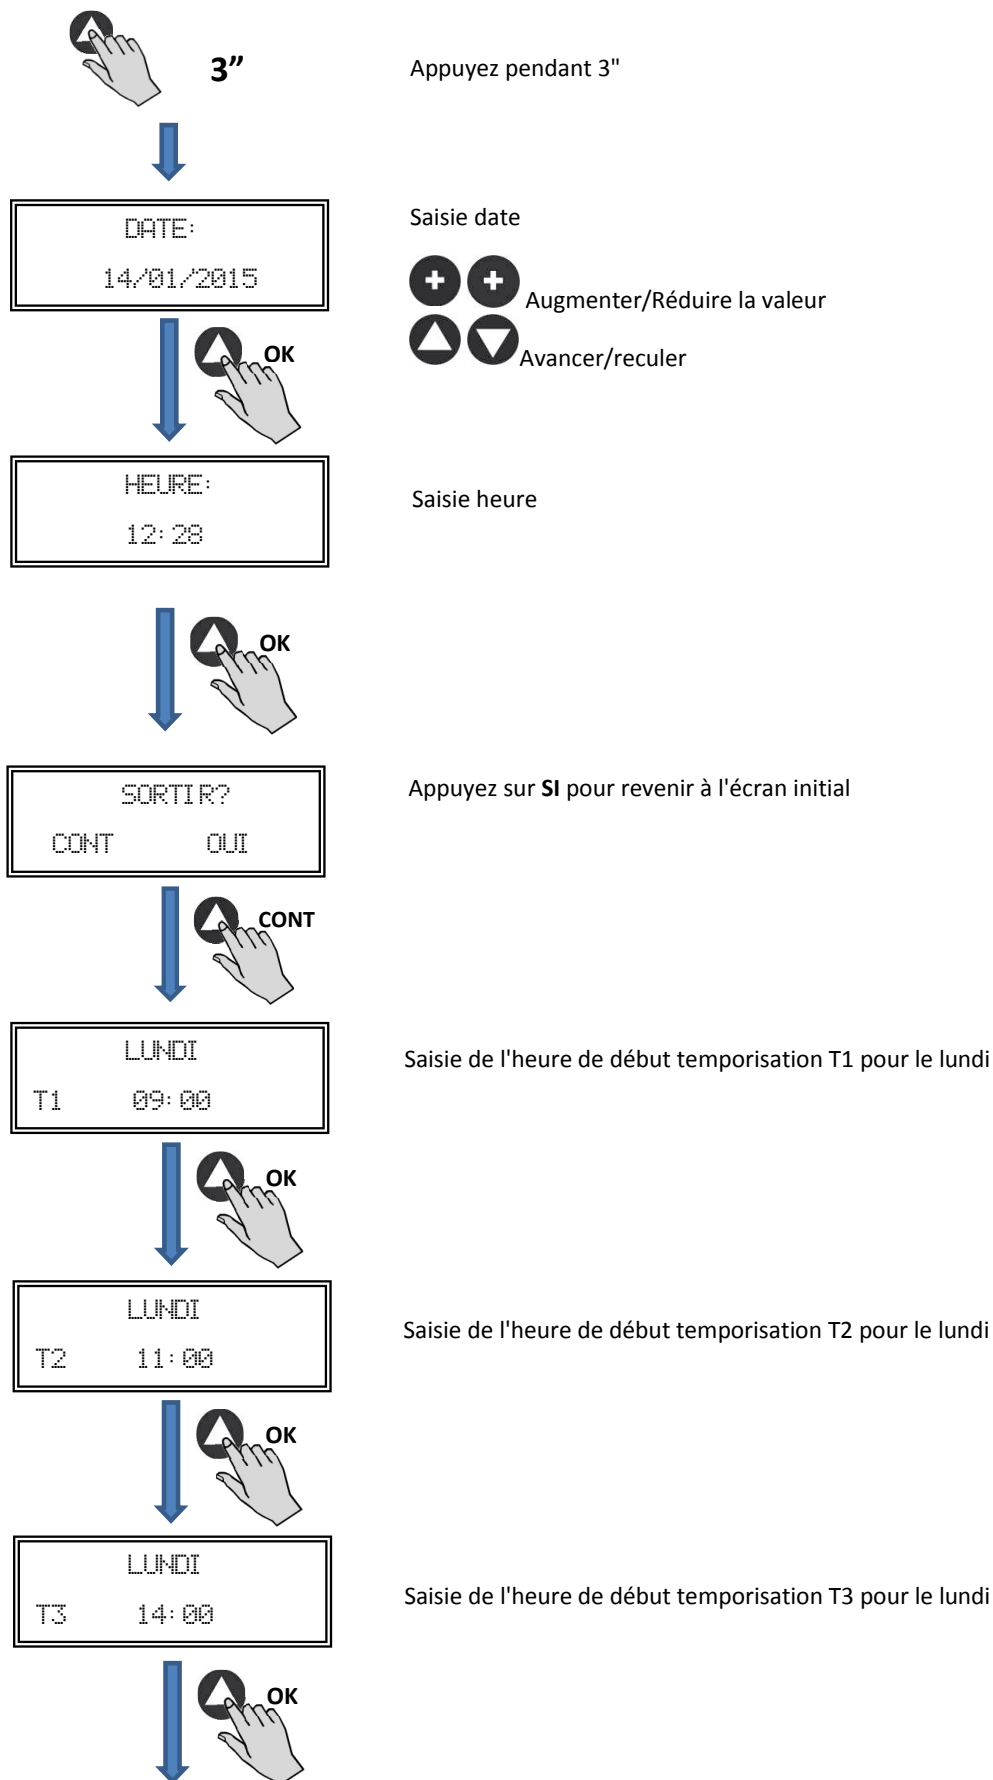 3”
Appuyez pendant 3"
DATE:
14/01/2015
Saisie date
Augmenter/Réduire la valeur
Avancer/reculer
OK
HEURE:
12:28
Saisie heure
OK
SORTIR?
CONT OUI
Appuyez sur SI pour revenir à l'écran initial
CONT
LUNDI
T1 09:00
Saisie de l'heure de début temporisation T1 pour le lundi
OK
LUNDI
T2 11:00
Saisie de l'heure de début temporisation T2 pour le lundi
OK
LUNDI
T3 14:00
Saisie de l'heure de début temporisation T3 pour le lundi
OK